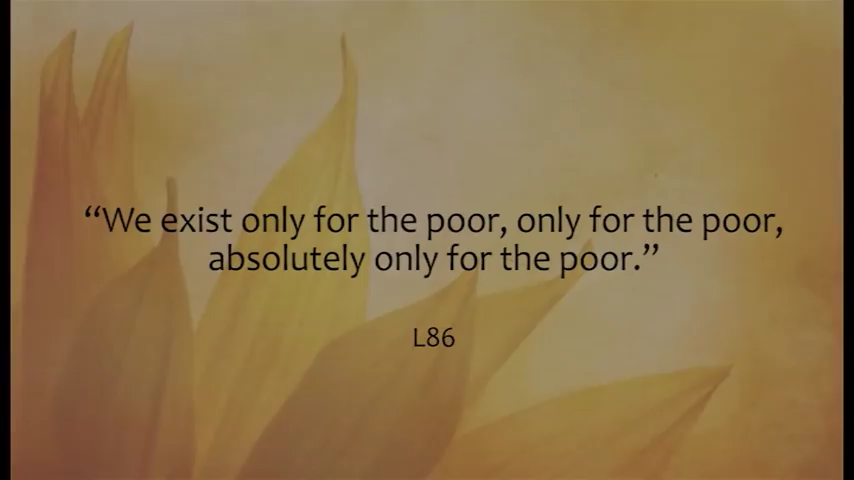 “We exist only for the poor, only for the poor,
absolutely only for the poor.”
L86